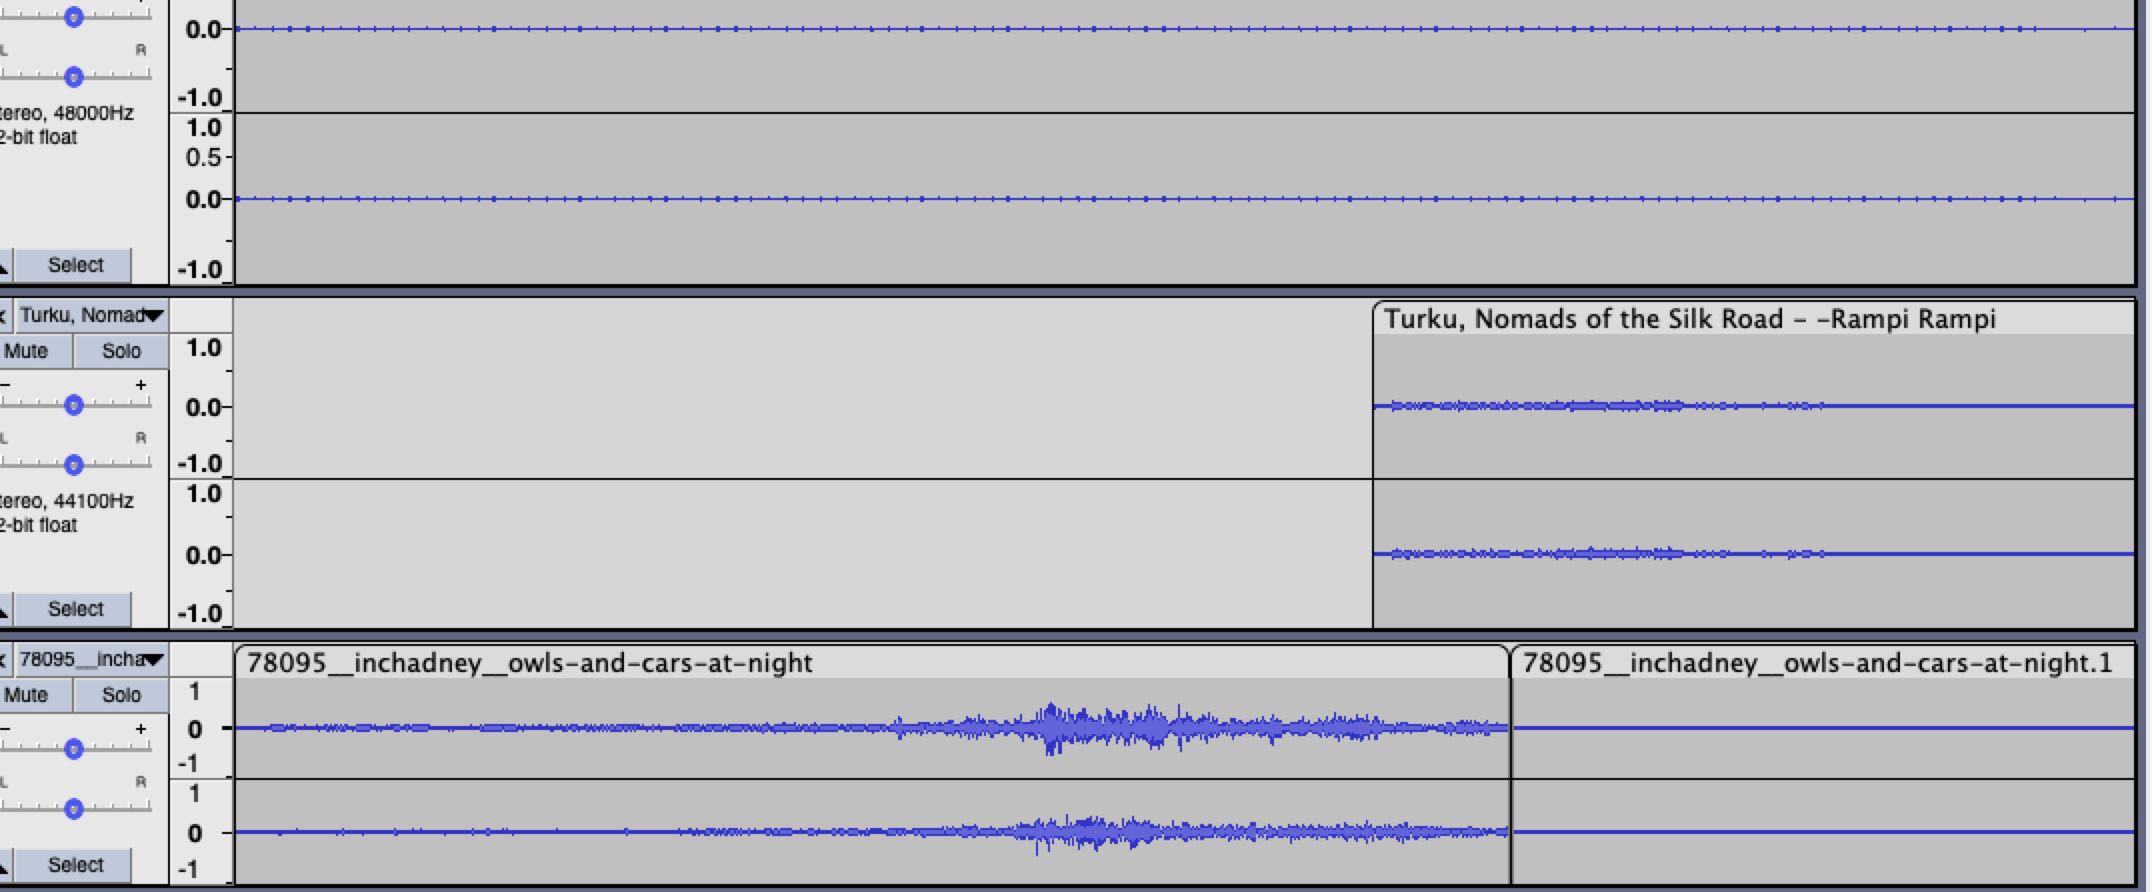 L R
0.0
-1.0
tereo, 48000Hz
2-bit float
1.0
0.5
0.0
-1.0
Select
Turku, Nomad
Turku, Nomads of the Silk Road - -Rampi Rampi
Mute Solo
1.0
- +
0.0
L R
-1.0
tereo, 44100Hz
2-bit float
1.0
0.0
-1.0
Select
78095__incha
78095__inchadney__owls-and-cars-at-night
78095__inchadney__owls-and-cars-at-night.1
Mute Solo
1
- +
0
-1
L R
1
0
-1
Select